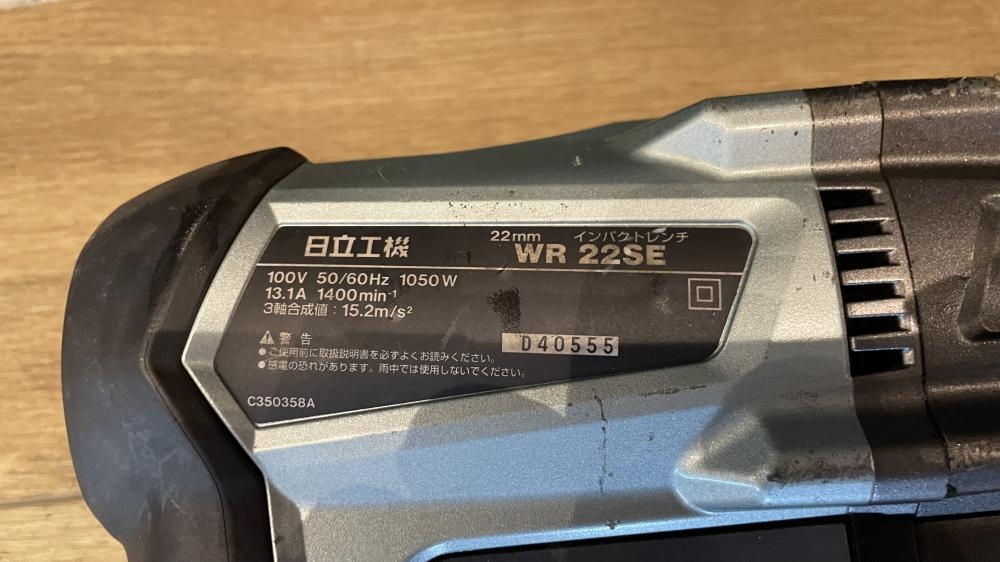 日立工機
22mm インパクトレンチ
WR 22SE
100V 50/60Hz 1050W
13.1A 1400min⁻¹
3軸合成値：15.2m/s²
警告
●ご使用前に取扱説明書を必ずよくお読みください。
●感電の恐れがあります。雨中では使用しないでください。
D40555
C350358A